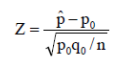 Z = (p̂ − p₀) / √(p₀q₀ / n)